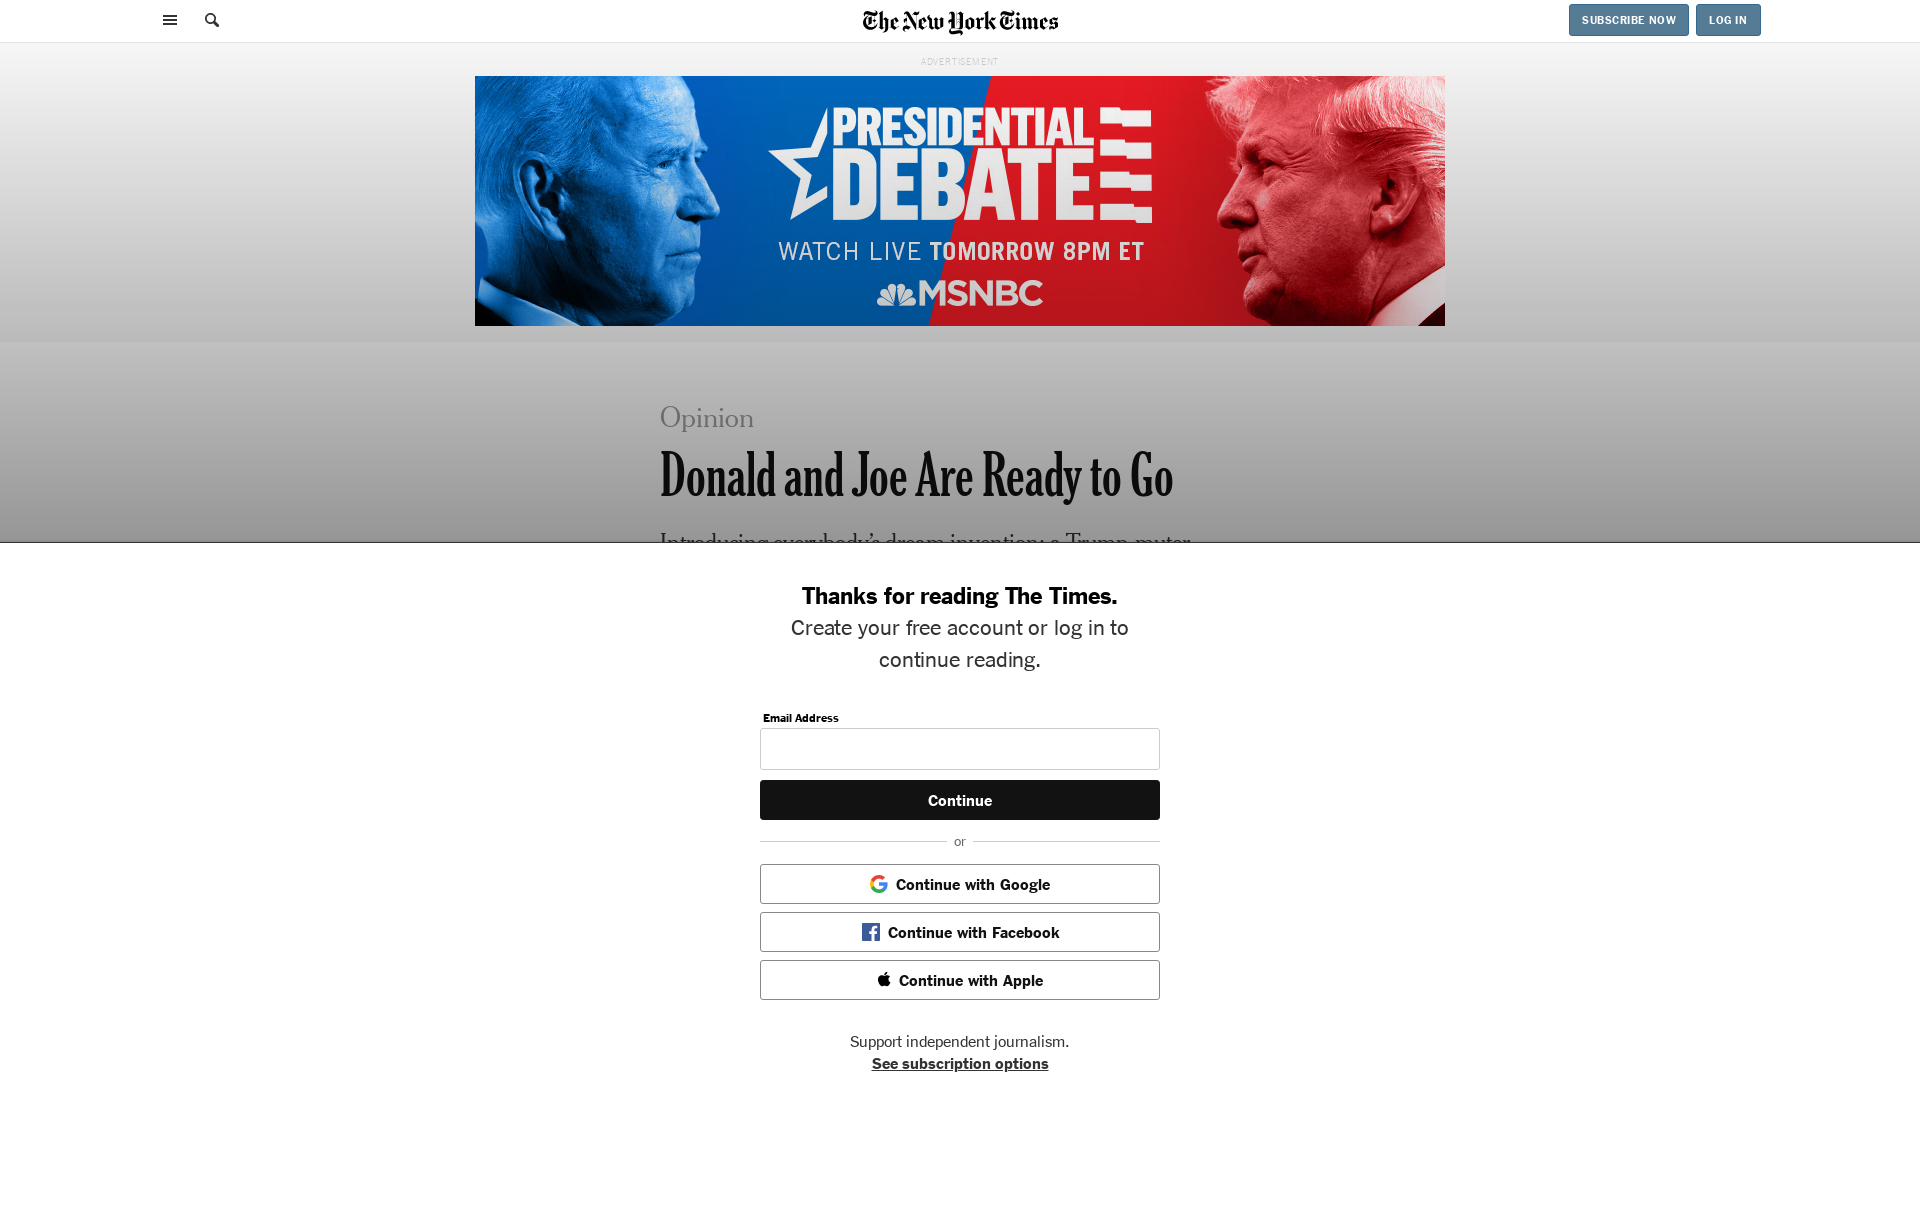 The New York Times
SUBSCRIBE NOW
LOG IN
ADVERTISEMENT
PRESIDENTIAL
DEBATE
WATCH LIVE TOMORROW 8PM ET
MSNBC
Opinion
Donald and Joe Are Ready to Go
Introducing everybody's dream invention: a Trump muter.
Thanks for reading The Times.
Create your free account or log in to
continue reading.
Email Address
Continue
or
Continue with Google
Continue with Facebook
Continue with Apple
Support independent journalism.
See subscription options